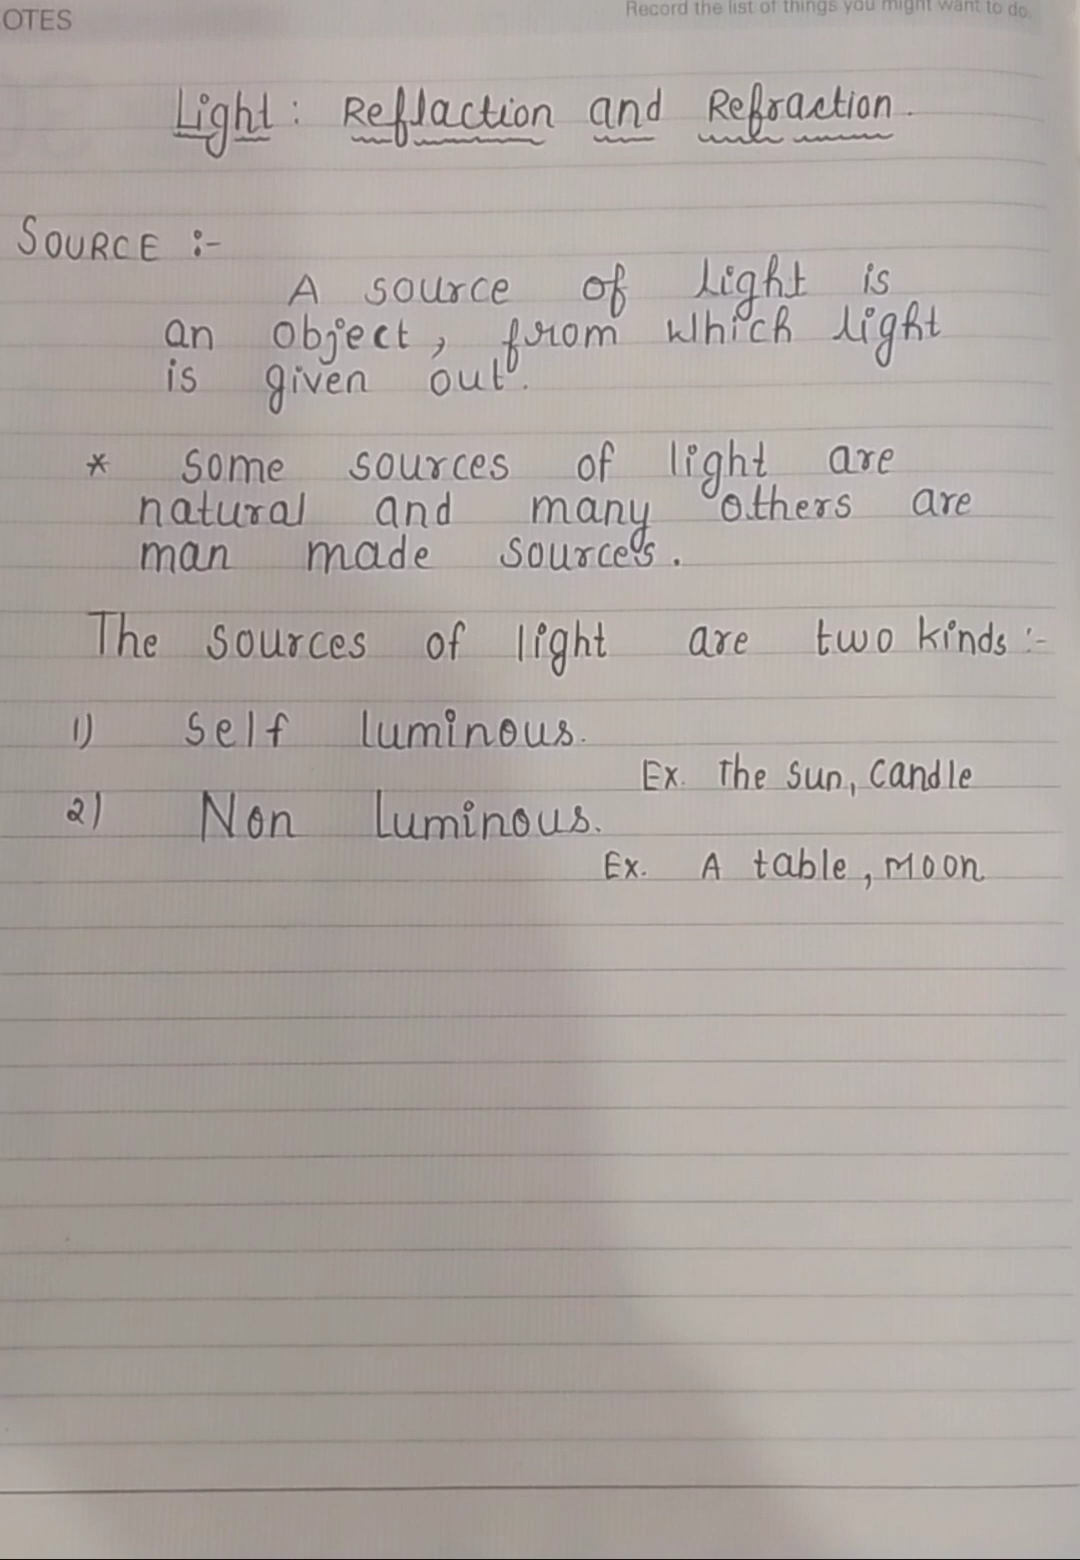 OTES
Record the list of things you might want to do.
Light : Reflaction and Refraction.
SOURCE :-
A source of light is
an object, from which light
is given out.
* Some sources of light are
natural and many others are
man made sources.
The sources of light are two kinds :-
1) Self luminous.
Ex. The Sun, Candle
2) Non luminous.
Ex. A table, Moon